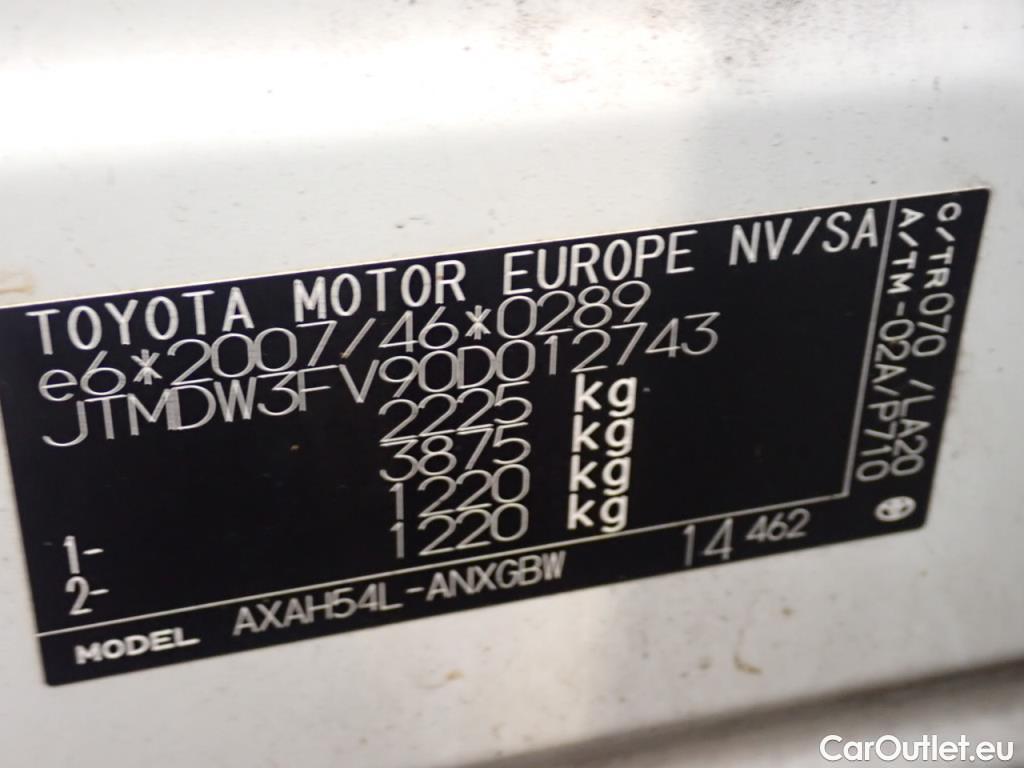 TOYOTA MOTOR EUROPE NV/SA
e6*2007/46*0289
JTMDW3FV90D012743
2225 kg
3875 kg
1- 1220 kg
2- 1220 kg
MODEL AXAH54L-ANXGBW 14 462
C/TR070 /LA20
A/TM-02A/P710
CarOutlet.eu